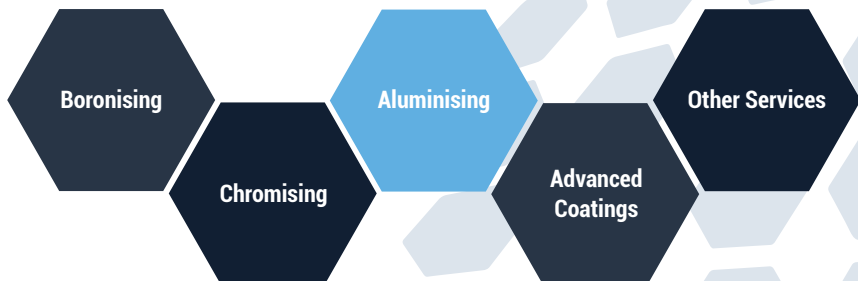 Boronising
Chromising
Aluminising
Advanced
Coatings
Other Services